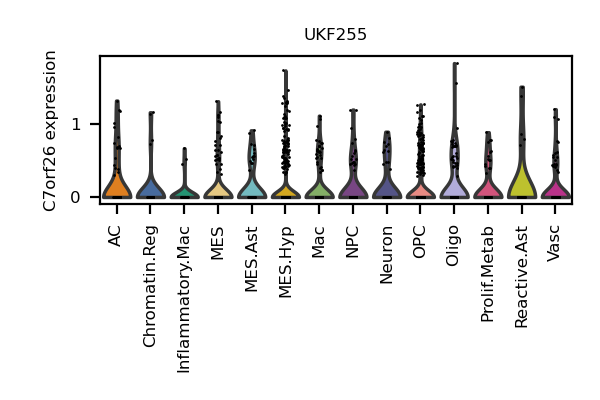 UKF255
C7orf26 expression
1
0
AC
Chromatin.Reg
Inflammatory.Mac
MES
MES.Ast
MES.Hyp
Mac
NPC
Neuron
OPC
Oligo
Prolif.Metab
Reactive.Ast
Vasc